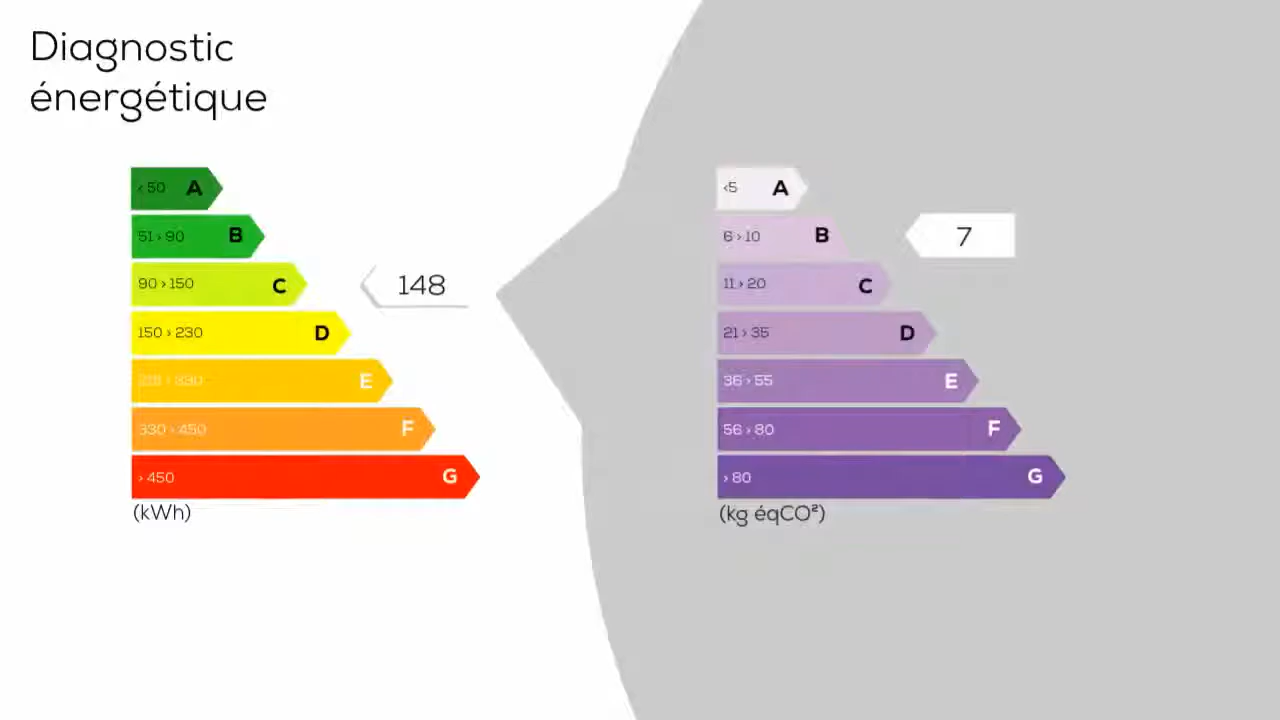 Diagnostic
énergétique
< 50 A
51 > 90 B
90 > 150 C
148
150 > 230 D
E
330 > 450 F
> 450 G
(kWh)
<5 A
6 > 10 B
7
11 > 20 C
21 > 35 D
36 > 55 E
56 > 80 F
> 80 G
(kg éqCO²)